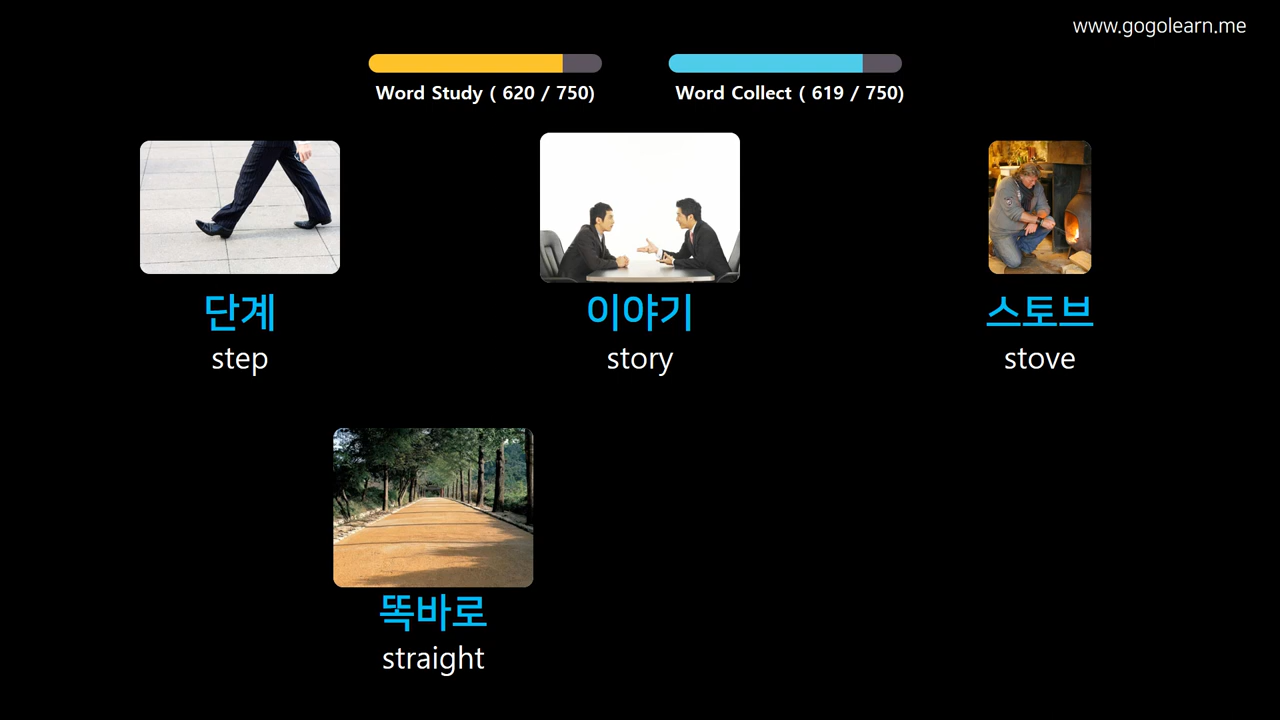 www.gogolearn.me
Word Study ( 620 / 750)
Word Collect ( 619 / 750)
단계
step
이야기
story
스토브
stove
똑바로
straight